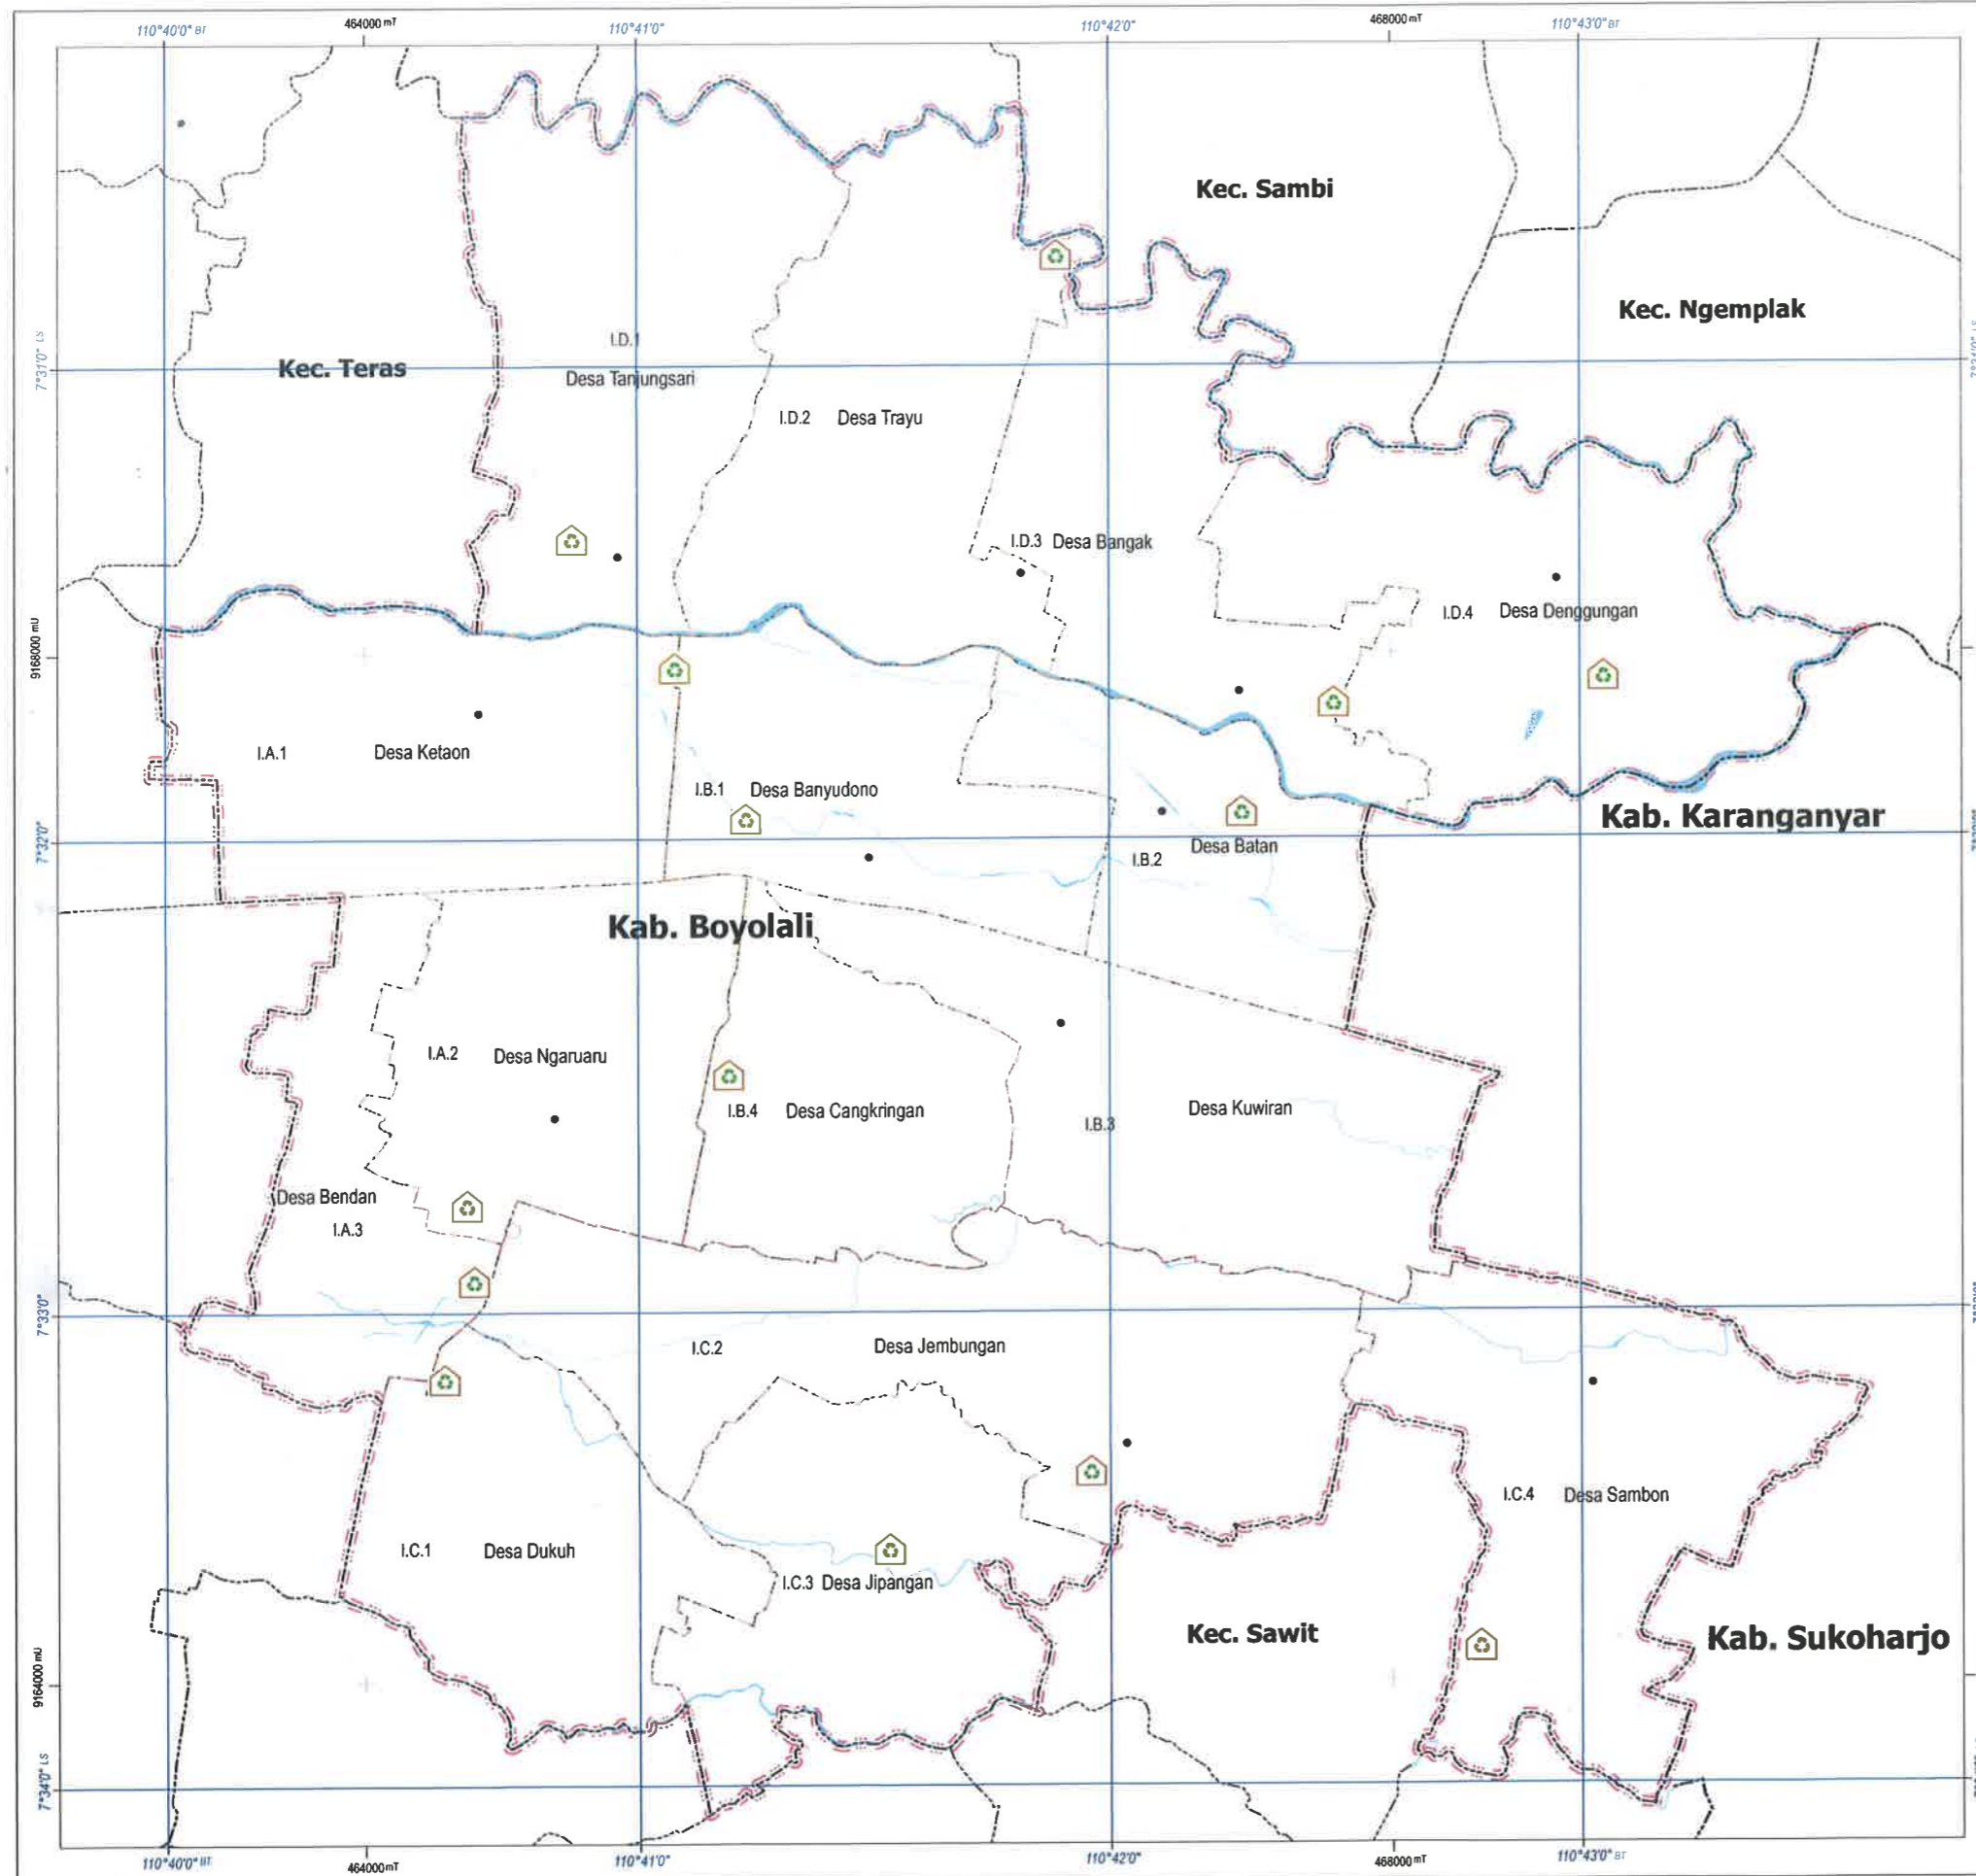 464000 mT
468000 mT
110°40'0" BT
110°41'0"
110°42'0"
110°43'0" BT
Kec. Sambi
Kec. Ngemplak
7°31'0" LS
I.D.1
Kec. Teras
Desa Tanjungsari
I.D.2 Desa Trayu
I.D.3 Desa Bangak
I.D.4 Desa Denggungan
9168000 mU
I.A.1 Desa Ketaon
I.B.1 Desa Banyudono
Kab. Karanganyar
7°32'0"
I.B.2 Desa Batan
Kab. Boyolali
I.A.2 Desa Ngaruaru
I.B.4 Desa Cangkringan
I.B.3 Desa Kuwiran
Desa Bendan
I.A.3
7°33'0"
I.C.2 Desa Jembungan
I.C.4 Desa Sambon
I.C.1 Desa Dukuh
I.C.3 Desa Jipangan
Kec. Sawit
Kab. Sukoharjo
9164000 mU
7°34'0" LS
110°40'0" BT
464000 mT
110°41'0"
110°42'0"
468000 mT
110°43'0" BT